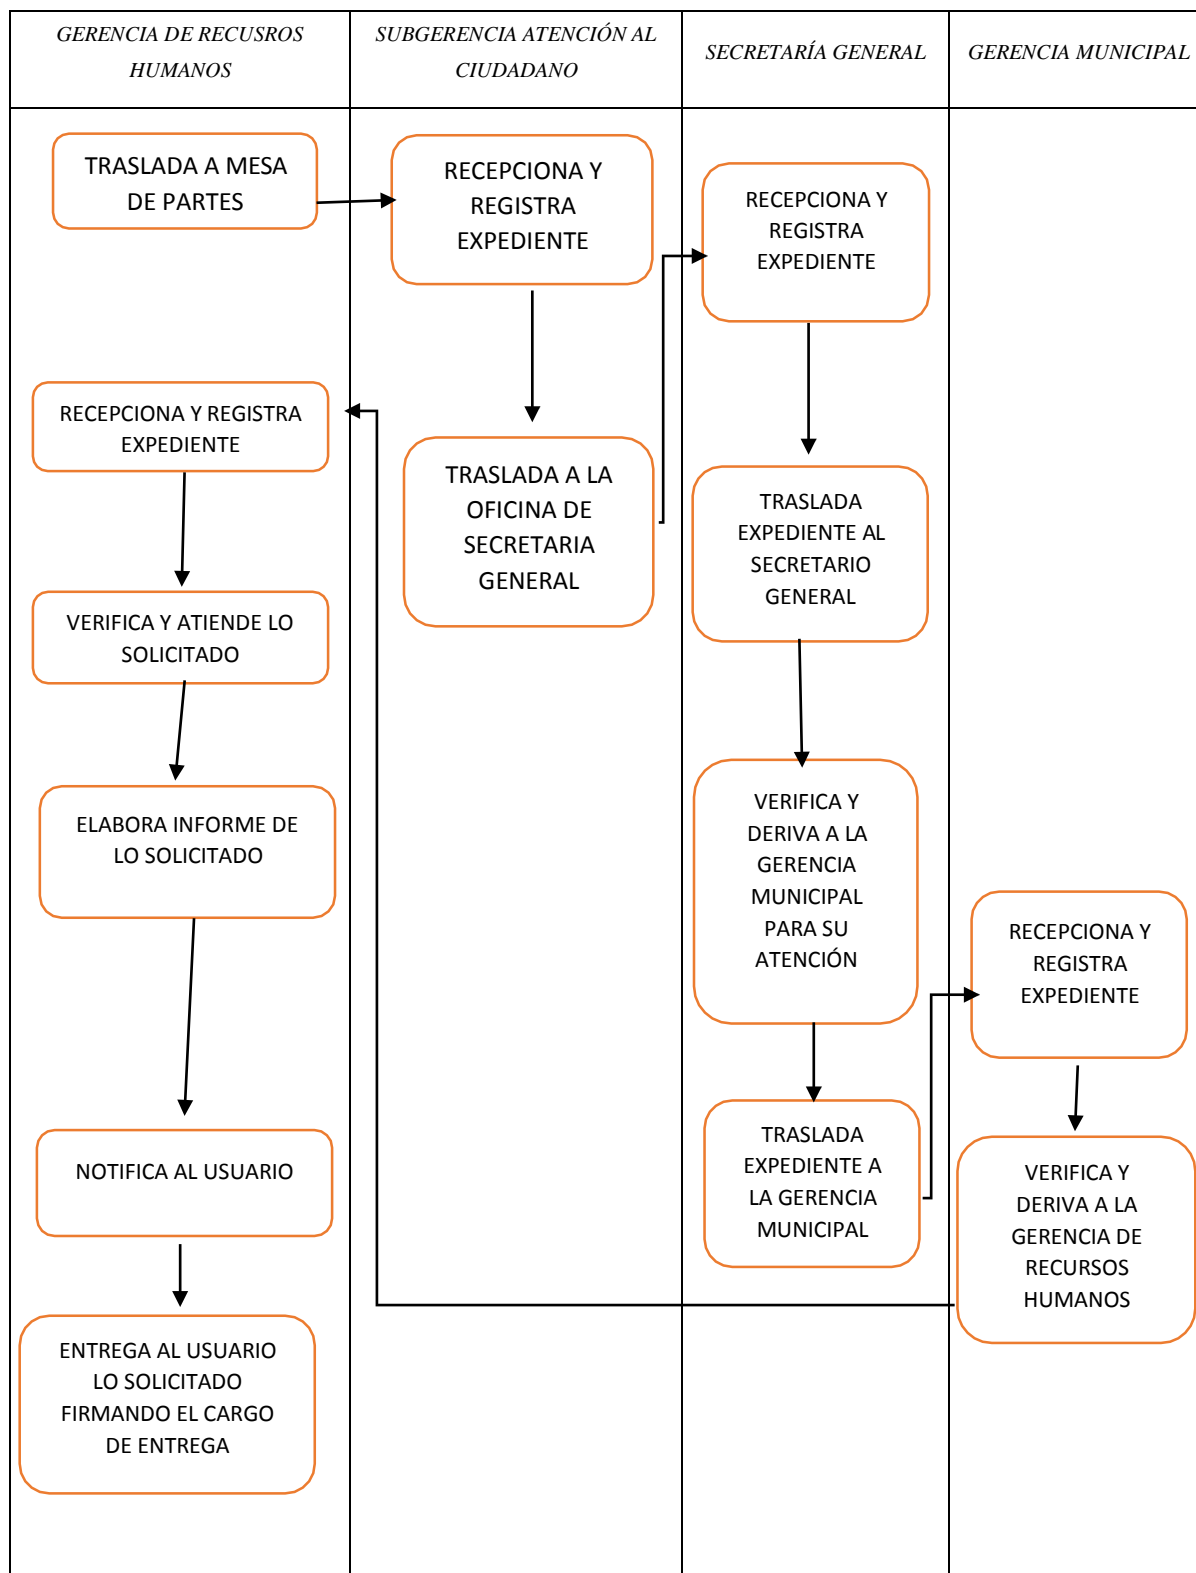 GERENCIA DE RECUSROS
HUMANOS
SUBGERENCIA ATENCIÓN AL
CIUDADANO
SECRETARÍA GENERAL
GERENCIA MUNICIPAL
TRASLADA A MESA
DE PARTES
RECEPCIONA Y
REGISTRA
EXPEDIENTE
RECEPCIONA Y
REGISTRA
EXPEDIENTE
RECEPCIONA Y REGISTRA
EXPEDIENTE
TRASLADA A LA
OFICINA DE
SECRETARIA
GENERAL
TRASLADA
EXPEDIENTE AL
SECRETARIO
GENERAL
VERIFICA Y ATIENDE LO
SOLICITADO
ELABORA INFORME DE
LO SOLICITADO
VERIFICA Y
DERIVA A LA
GERENCIA
MUNICIPAL
PARA SU
ATENCIÓN
RECEPCIONA Y
REGISTRA
EXPEDIENTE
NOTIFICA AL USUARIO
TRASLADA
EXPEDIENTE A
LA GERENCIA
MUNICIPAL
VERIFICA Y
DERIVA A LA
GERENCIA DE
RECURSOS
HUMANOS
ENTREGA AL USUARIO
LO SOLICITADO
FIRMANDO EL CARGO
DE ENTREGA